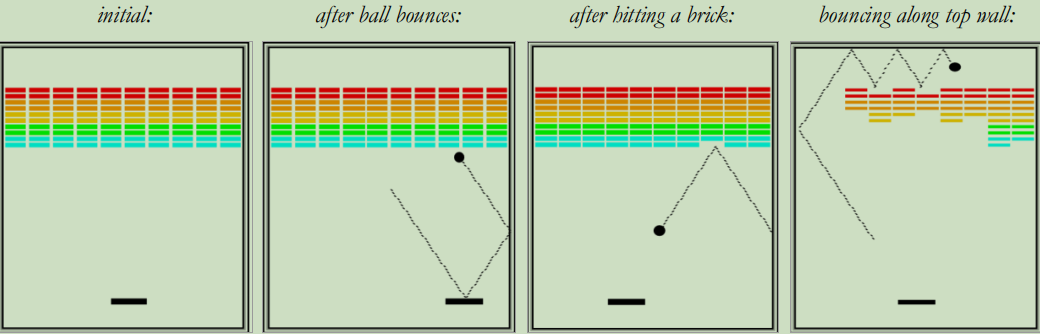 initial:
after ball bounces:
after hitting a brick:
bouncing along top wall: